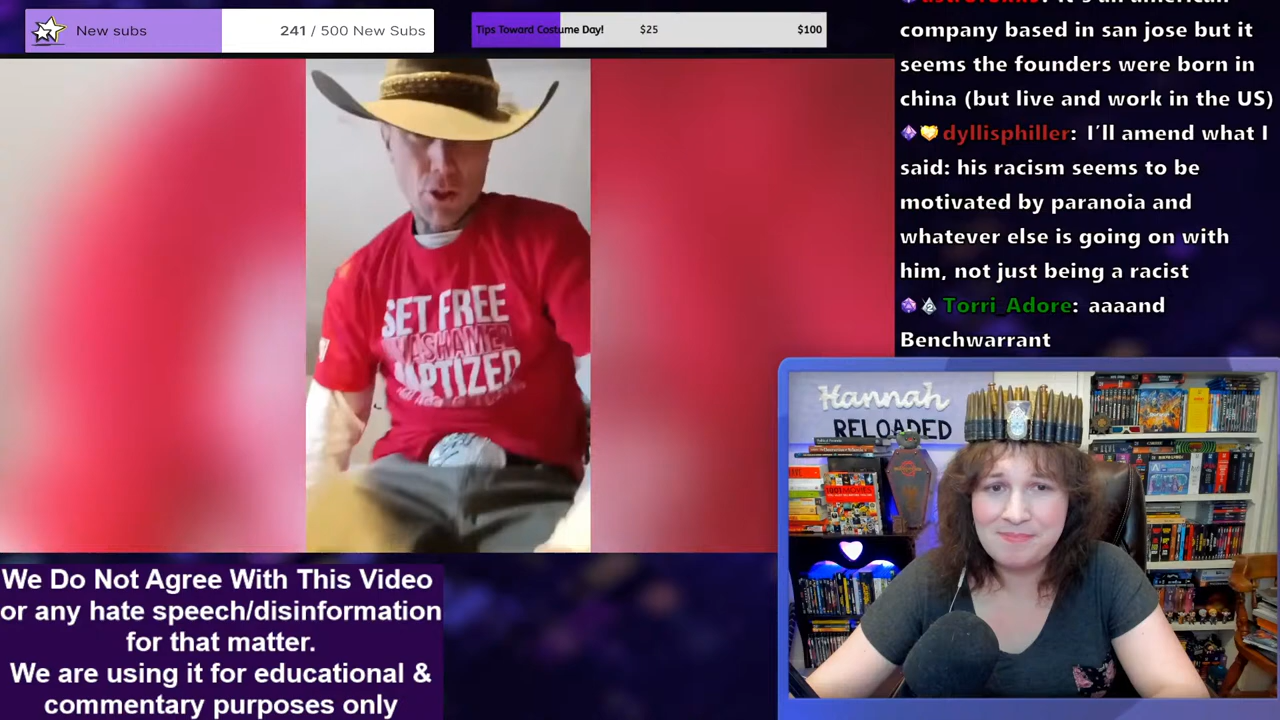 New subs
241 / 500 New Subs
Tips Toward Costume Day!
$25
$100
company based in san jose but it
seems the founders were born in
china (but live and work in the US)
dyllisphiller: I'll amend what I
said: his racism seems to be
motivated by paranoia and
whatever else is going on with
him, not just being a racist
Torri_Adore: aaaand
Benchwarrant
SET FREE
UNASHAMED
BAPTIZED
Hannah
RELOADED
We Do Not Agree With This Video
or any hate speech/disinformation
for that matter.
We are using it for educational &
commentary purposes only